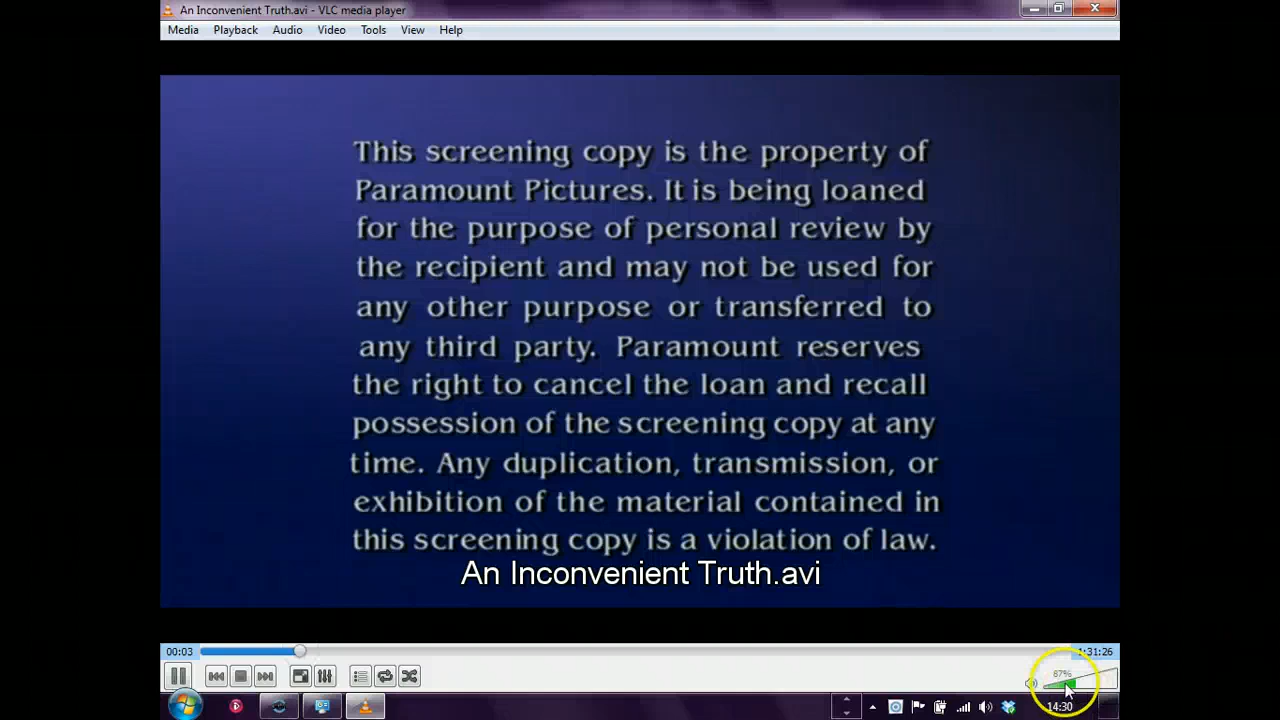 An Inconvenient Truth.avi - VLC media player
Media Playback Audio Video Tools View Help
This screening copy is the property of
Paramount Pictures. It is being loaned
for the purpose of personal review by
the recipient and may not be used for
any other purpose or transferred to
any third party. Paramount reserves
the right to cancel the loan and recall
possession of the screening copy at any
time. Any duplication, transmission, or
exhibition of the material contained in
this screening copy is a violation of law.
An Inconvenient Truth.avi
00:03 1:31:26
87%
14:30